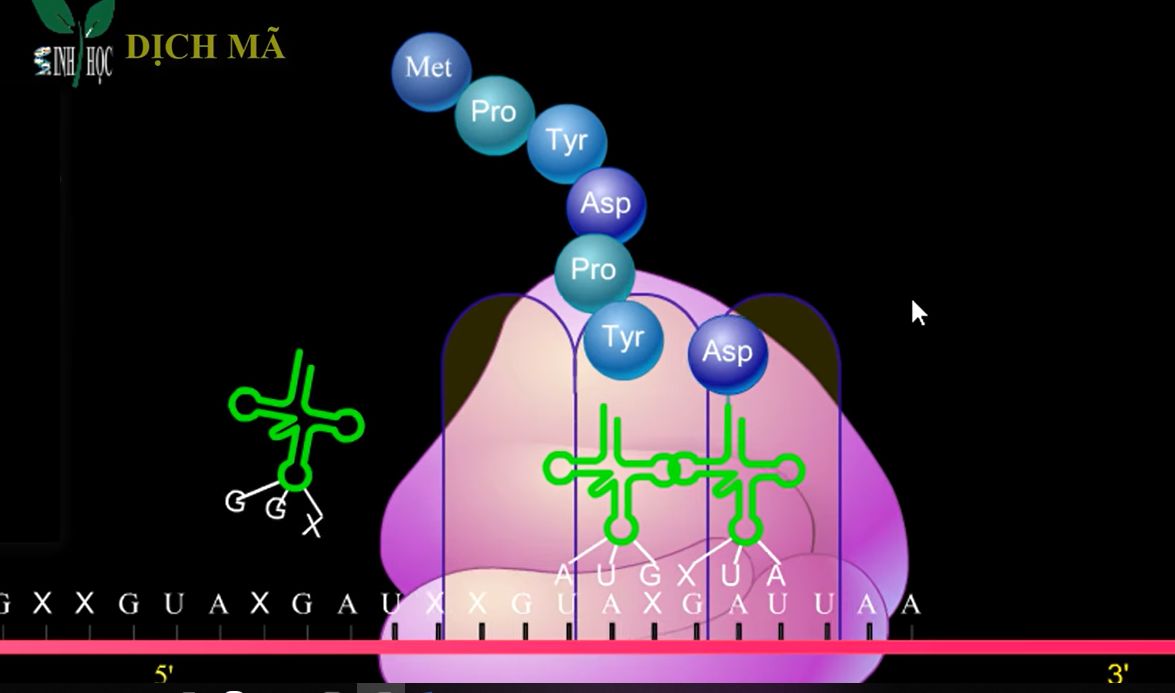 SINH HỌC DỊCH MÃ
Met
Pro
Tyr
Asp
Pro
Tyr
Asp
G G X
A U G X U A
G X X G U A X G A U X X G U A X G A U U A A
5' 3'